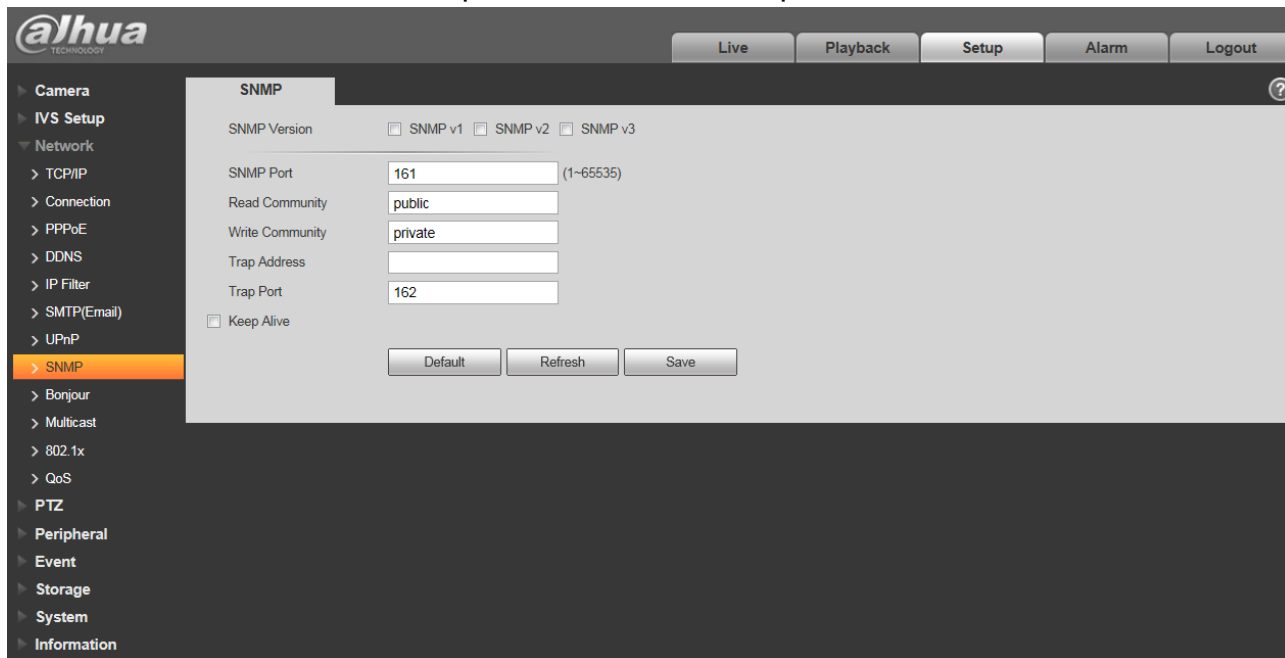 alhua
TECHNOLOGY
Live Playback Setup Alarm Logout
Camera
IVS Setup
Network
TCP/IP
Connection
PPPoE
DDNS
IP Filter
SMTP(Email)
UPnP
SNMP
Bonjour
Multicast
802.1x
QoS
PTZ
Peripheral
Event
Storage
System
Information
SNMP
?
SNMP Version SNMP v1 SNMP v2 SNMP v3
SNMP Port 161 (1~65535)
Read Community public
Write Community private
Trap Address
Trap Port 162
Keep Alive
Default Refresh Save